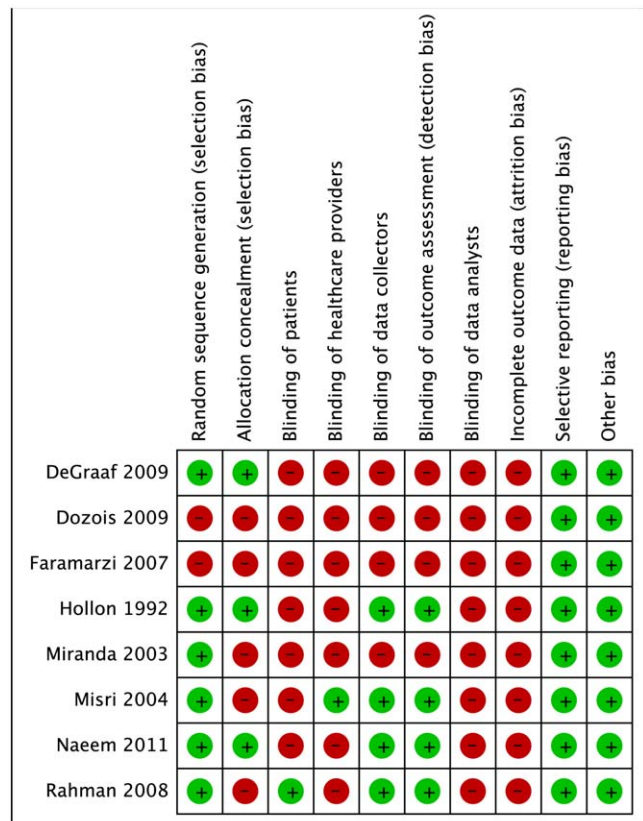 Random sequence generation (selection bias)
Allocation concealment (selection bias)
Blinding of patients
Blinding of healthcare providers
Blinding of data collectors
Blinding of outcome assessment (detection bias)
Blinding of data analysts
Incomplete outcome data (attrition bias)
Selective reporting (reporting bias)
Other bias
DeGraaf 2009 + + - - - - - - + +
Dozois 2009 - - - - - - - - + +
Faramarzi 2007 - - - - - - - - + +
Hollon 1992 + + - - + + - - + +
Miranda 2003 + - - - - - - - + +
Misri 2004 + - - + + + - - + +
Naeem 2011 + + - - + + - - + +
Rahman 2008 + - + - + + - - + +